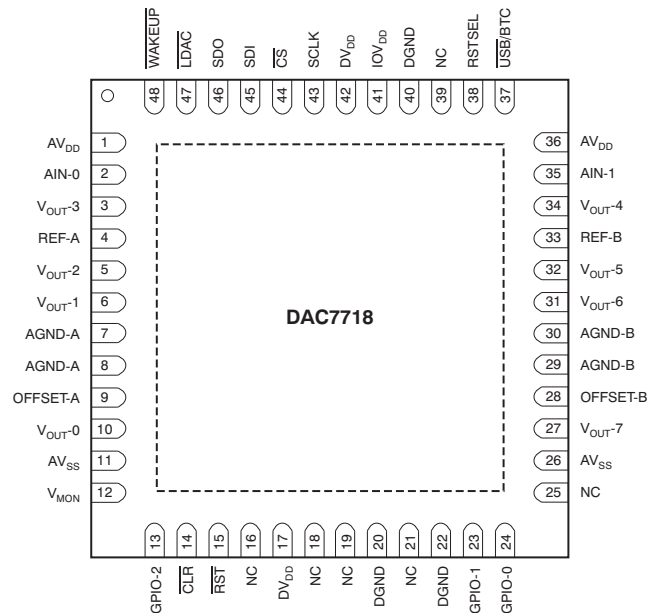 WAKEUP LDAC SDO SDI CS SCLK DVDD IOVDD DGND NC RSTSEL USB/BTC
48 47 46 45 44 43 42 41 40 39 38 37
AVDD 1 36 AVDD
AIN-0 2 35 AIN-1
VOUT-3 3 34 VOUT-4
REF-A 4 33 REF-B
VOUT-2 5 32 VOUT-5
VOUT-1 6 31 VOUT-6
DAC7718
AGND-A 7 30 AGND-B
AGND-A 8 29 AGND-B
OFFSET-A 9 28 OFFSET-B
VOUT-0 10 27 VOUT-7
AVSS 11 26 AVSS
VMON 12 25 NC
13 14 15 16 17 18 19 20 21 22 23 24
GPIO-2 CLR RST NC DVDD NC NC DGND NC DGND GPIO-1 GPIO-0